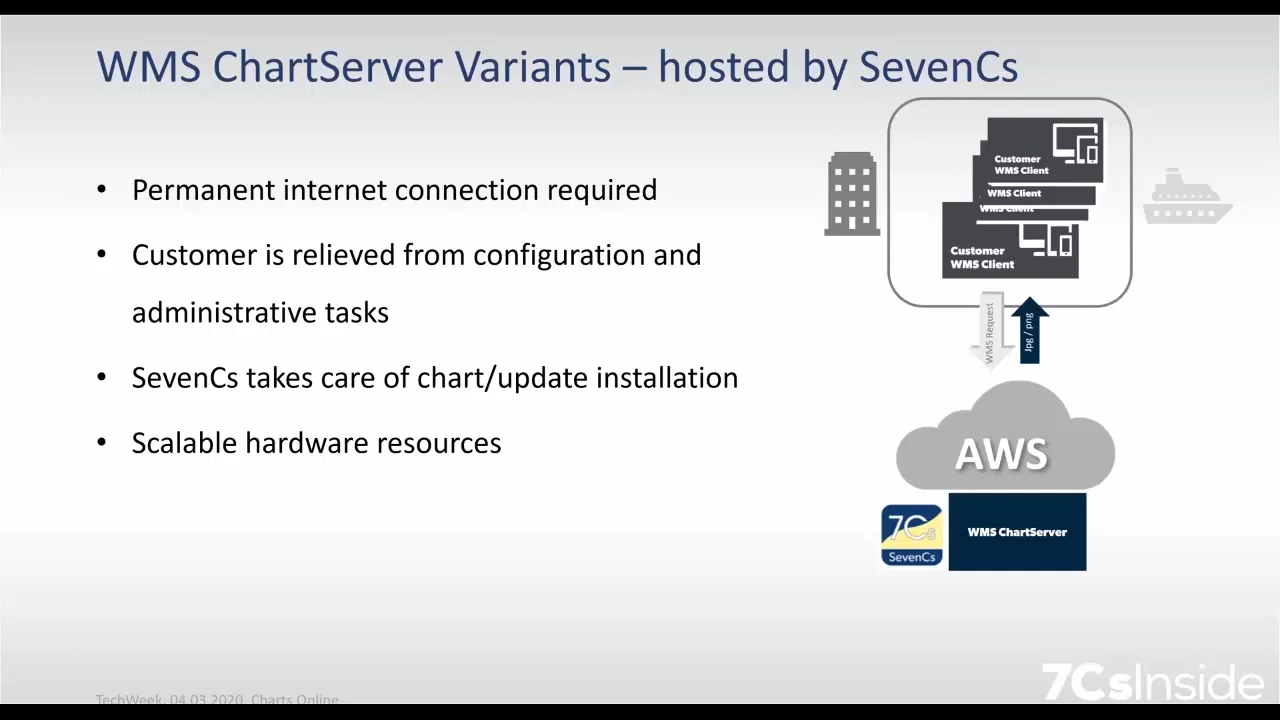 WMS ChartServer Variants – hosted by SevenCs
• Permanent internet connection required
• Customer is relieved from configuration and
administrative tasks
• SevenCs takes care of chart/update installation
• Scalable hardware resources
Customer
WMS Client
WMS Client
WMS Client
Customer
WMS Client
WMS Request
Jpg / png
AWS
7Cs
SevenCs
WMS ChartServer
TechWeek, 04.03.2020, Charts Online
7CsInside